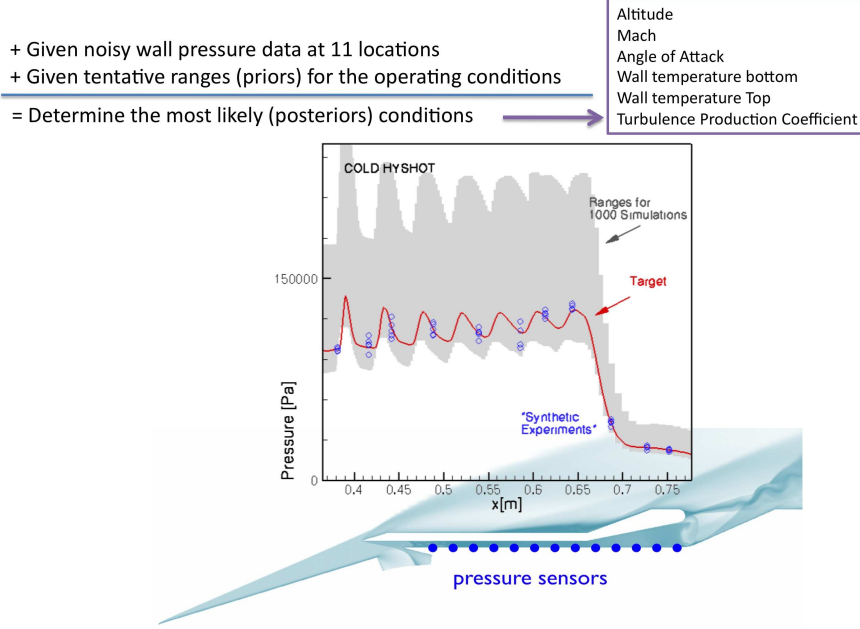 + Given noisy wall pressure data at 11 locations
+ Given tentative ranges (priors) for the operating conditions
= Determine the most likely (posteriors) conditions
Altitude
Mach
Angle of Attack
Wall temperature bottom
Wall temperature Top
Turbulence Production Coefficient
COLD HYSHOT
Ranges for
1000 Simulations
Target
150000
"Synthetic
Experiments"
Pressure [Pa]
0
0.4 0.45 0.5 0.55 0.6 0.65 0.7 0.75
x[m]
pressure sensors